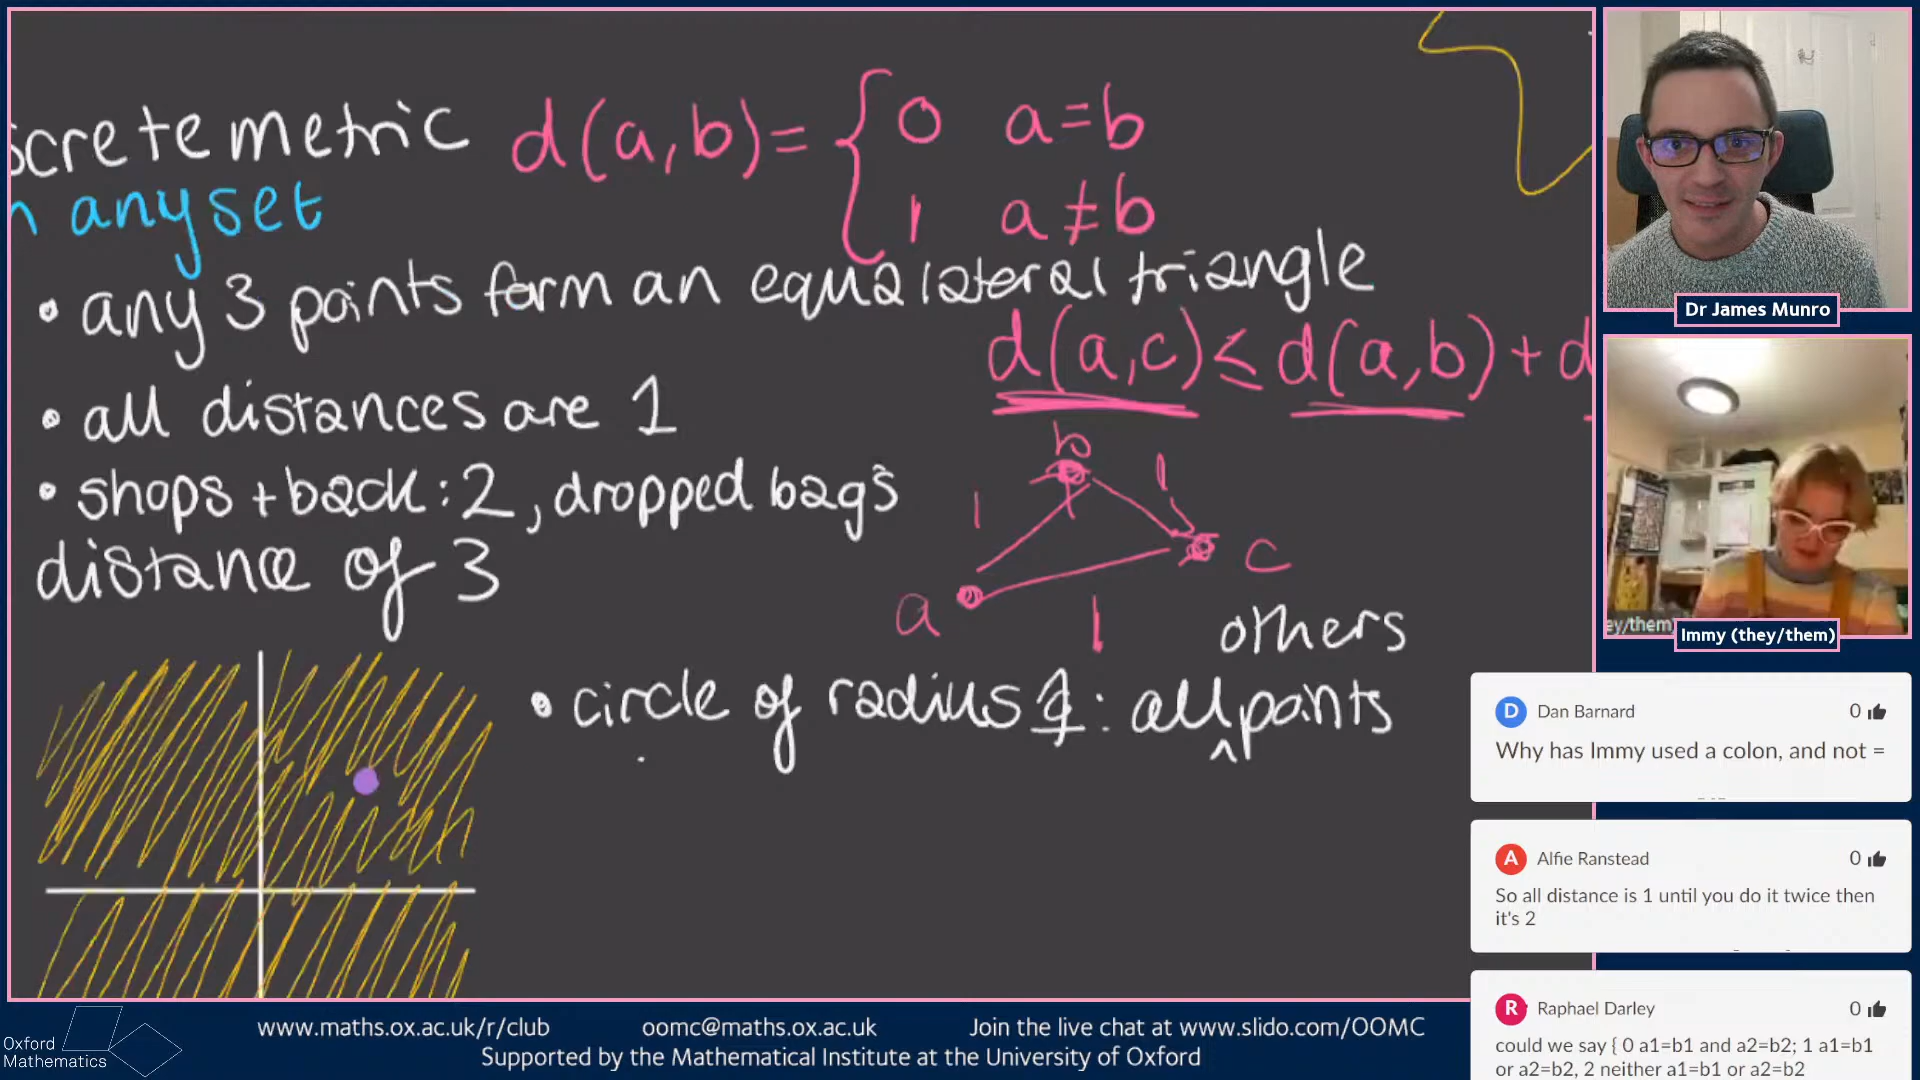 screte metric d(a,b)= { 0 a=b
1 a≠b
n any set
• any 3 points form an equalateral triangle
d(a,c) ≤ d(a,b) + d
• all distances are 1
• shops + back : 2, dropped bags
distance of 3
b
1
1
a
c
1
others
• circle of radius 1 : all ^ points
Dr James Munro
ey/them)
Immy (they/them)
D Dan Barnard 0
Why has Immy used a colon, and not =
A Alfie Ranstead 0
So all distance is 1 until you do it twice then
it's 2
R Raphael Darley 0
could we say { 0 a1=b1 and a2=b2; 1 a1=b1
or a2=b2, 2 neither a1=b1 or a2=b2
Oxford
Mathematics
www.maths.ox.ac.uk/r/club oomc@maths.ox.ac.uk Join the live chat at www.slido.com/OOMC
Supported by the Mathematical Institute at the University of Oxford